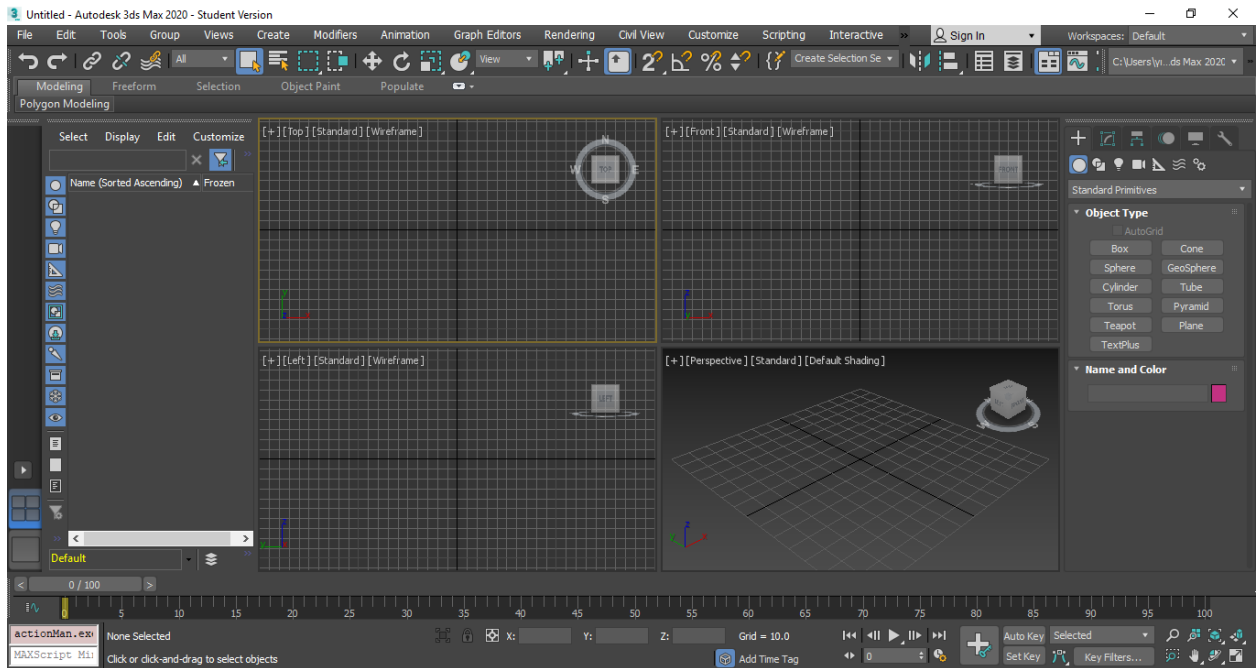 Untitled - Autodesk 3ds Max 2020 - Student Version
File Edit Tools Group Views Create Modifiers Animation Graph Editors Rendering Civil View Customize Scripting Interactive Sign In Workspaces: Default
All View Create Selection Se C:\Users\yi...ds Max 2020
Modeling Freeform Selection Object Paint Populate
Polygon Modeling
Select Display Edit Customize
Name (Sorted Ascending) Frozen
[+] [Top] [Standard] [Wireframe]
N
W TOP E
S
[+] [Front] [Standard] [Wireframe]
FRONT
y
x
z
x
[+] [Left] [Standard] [Wireframe]
LEFT
z
y
[+] [Perspective] [Standard] [Default Shading]
z
y x
Standard Primitives
Object Type
AutoGrid
Box Cone
Sphere GeoSphere
Cylinder Tube
Torus Pyramid
Teapot Plane
TextPlus
Name and Color
Default
< 0 / 100 >
0 5 10 15 20 25 30 35 40 45 50 55 60 65 70 75 80 85 90 95 100
actionMan.ex
MAXScript Mi
None Selected
Click or click-and-drag to select objects
X: Y: Z: Grid = 10.0
Add Time Tag
0
Auto Key Selected
Set Key Key Filters...